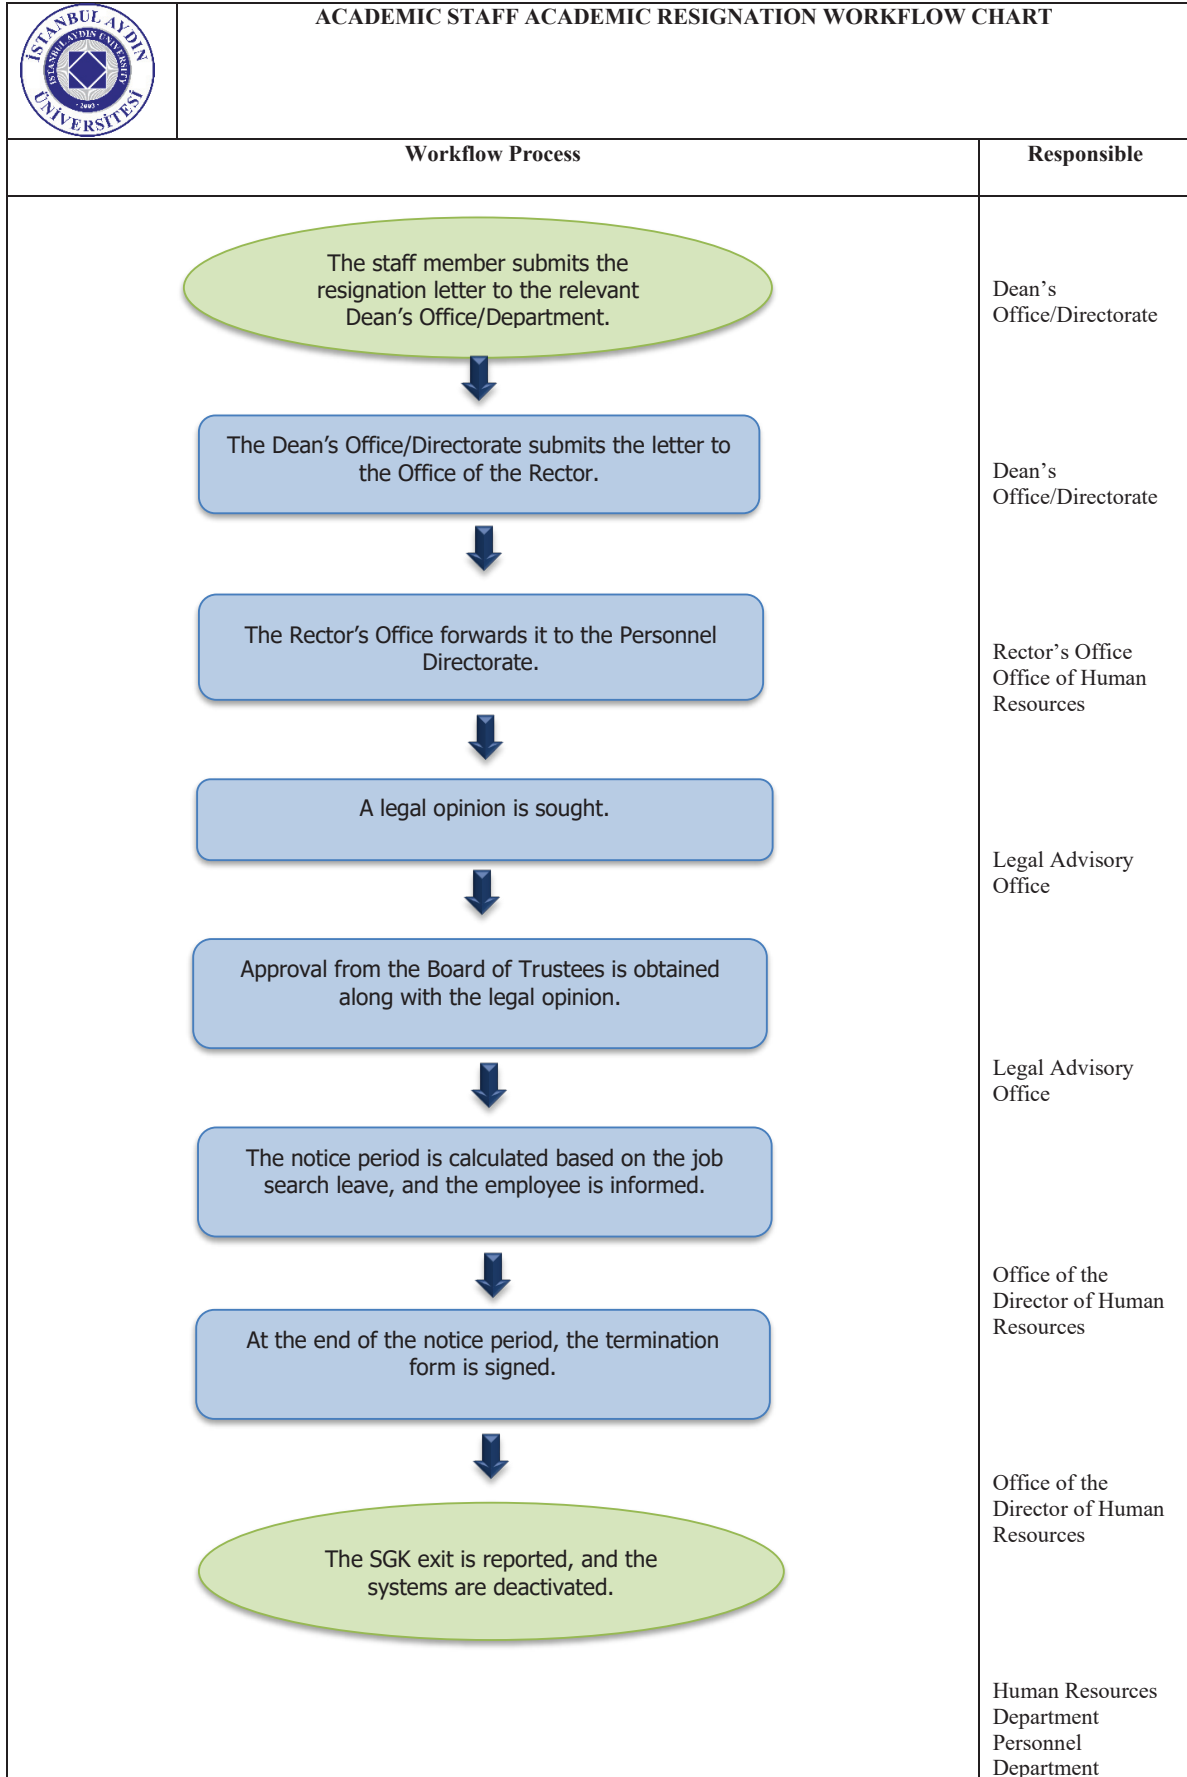 İSTANBUL AYDIN
ÜNİVERSİTESİ
ISTANBUL AYDIN UNIVERSITY
· 2003 ·
ACADEMIC STAFF ACADEMIC RESIGNATION WORKFLOW CHART
Workflow Process
Responsible
The staff member submits the
resignation letter to the relevant
Dean’s Office/Department.
Dean’s
Office/Directorate
The Dean’s Office/Directorate submits the letter to
the Office of the Rector.
Dean’s
Office/Directorate
The Rector’s Office forwards it to the Personnel
Directorate.
Rector’s Office
Office of Human
Resources
A legal opinion is sought.
Legal Advisory
Office
Approval from the Board of Trustees is obtained
along with the legal opinion.
Legal Advisory
Office
The notice period is calculated based on the job
search leave, and the employee is informed.
Office of the
Director of Human
Resources
At the end of the notice period, the termination
form is signed.
Office of the
Director of Human
Resources
The SGK exit is reported, and the
systems are deactivated.
Human Resources
Department
Personnel
Department